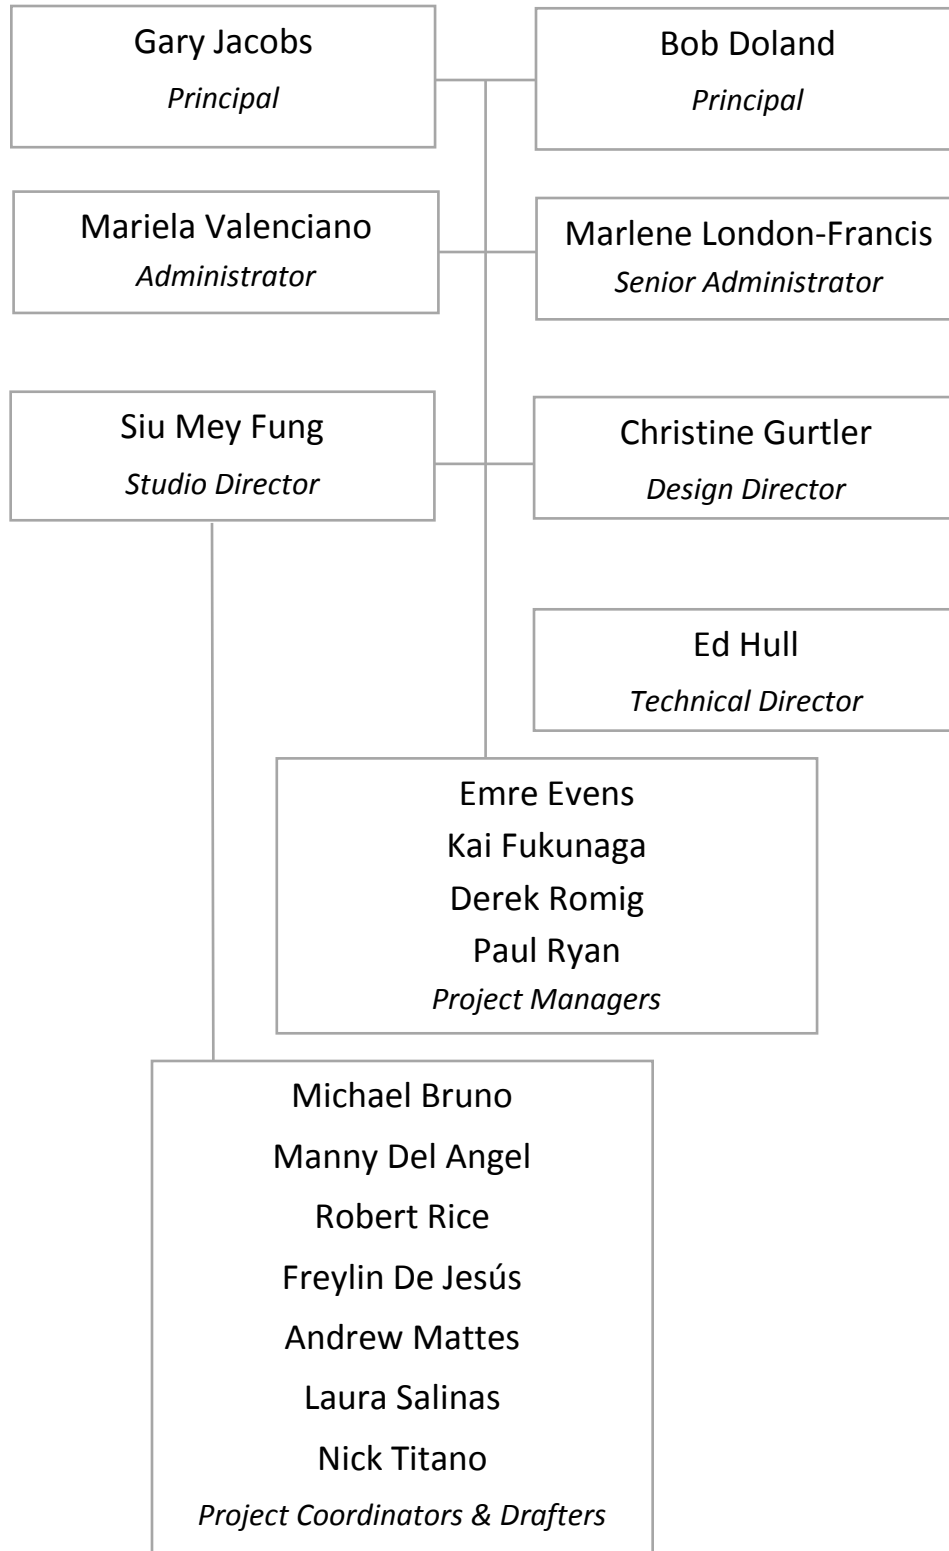 Gary Jacobs
Principal
Bob Doland
Principal
Mariela Valenciano
Administrator
Marlene London-Francis
Senior Administrator
Siu Mey Fung
Studio Director
Christine Gurtler
Design Director
Ed Hull
Technical Director
Emre Evens
Kai Fukunaga
Derek Romig
Paul Ryan
Project Managers
Michael Bruno
Manny Del Angel
Robert Rice
Freylin De Jesús
Andrew Mattes
Laura Salinas
Nick Titano
Project Coordinators & Drafters